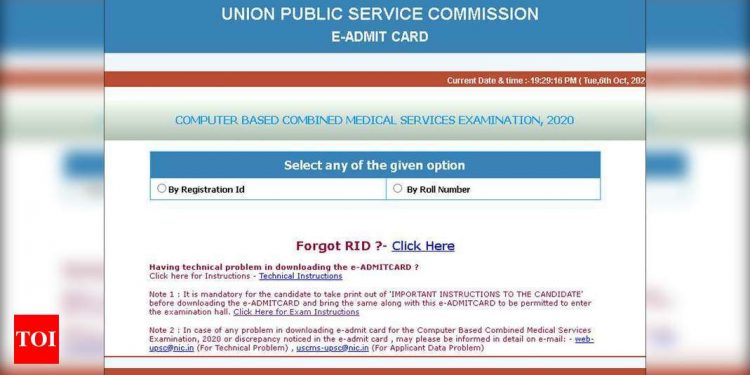 UNION PUBLIC SERVICE COMMISSION
E-ADMIT CARD
Current Date & time :-19:29:16 PM ( Tue,6th Oct, 202
COMPUTER BASED COMBINED MEDICAL SERVICES EXAMINATION, 2020
Select any of the given option
By Registration Id By Roll Number
Forgot RID ?- Click Here
Having technical problem in downloading the e-ADMITCARD ?
Click here for Instructions - Technical Instructions
Note 1 : It is mandatory for the candidate to take print out of 'IMPORTANT INSTRUCTIONS TO THE CANDIDATE'
before downloading the e-ADMITCARD and bring the same along with this e-ADMITCARD to be permitted to enter
the examination hall. Click Here for Exam Instructions
Note 2 : In case of any problem in downloading e-admit card for the Computer Based Combined Medical Services
Examination, 2020 or discrepancy noticed in the e-admit card , may please be informed in detail on e-mail: - web-
upsc@nic.in (For Technical Problem) , uscms-upsc@nic.in (For Applicant Data Problem)
TOI